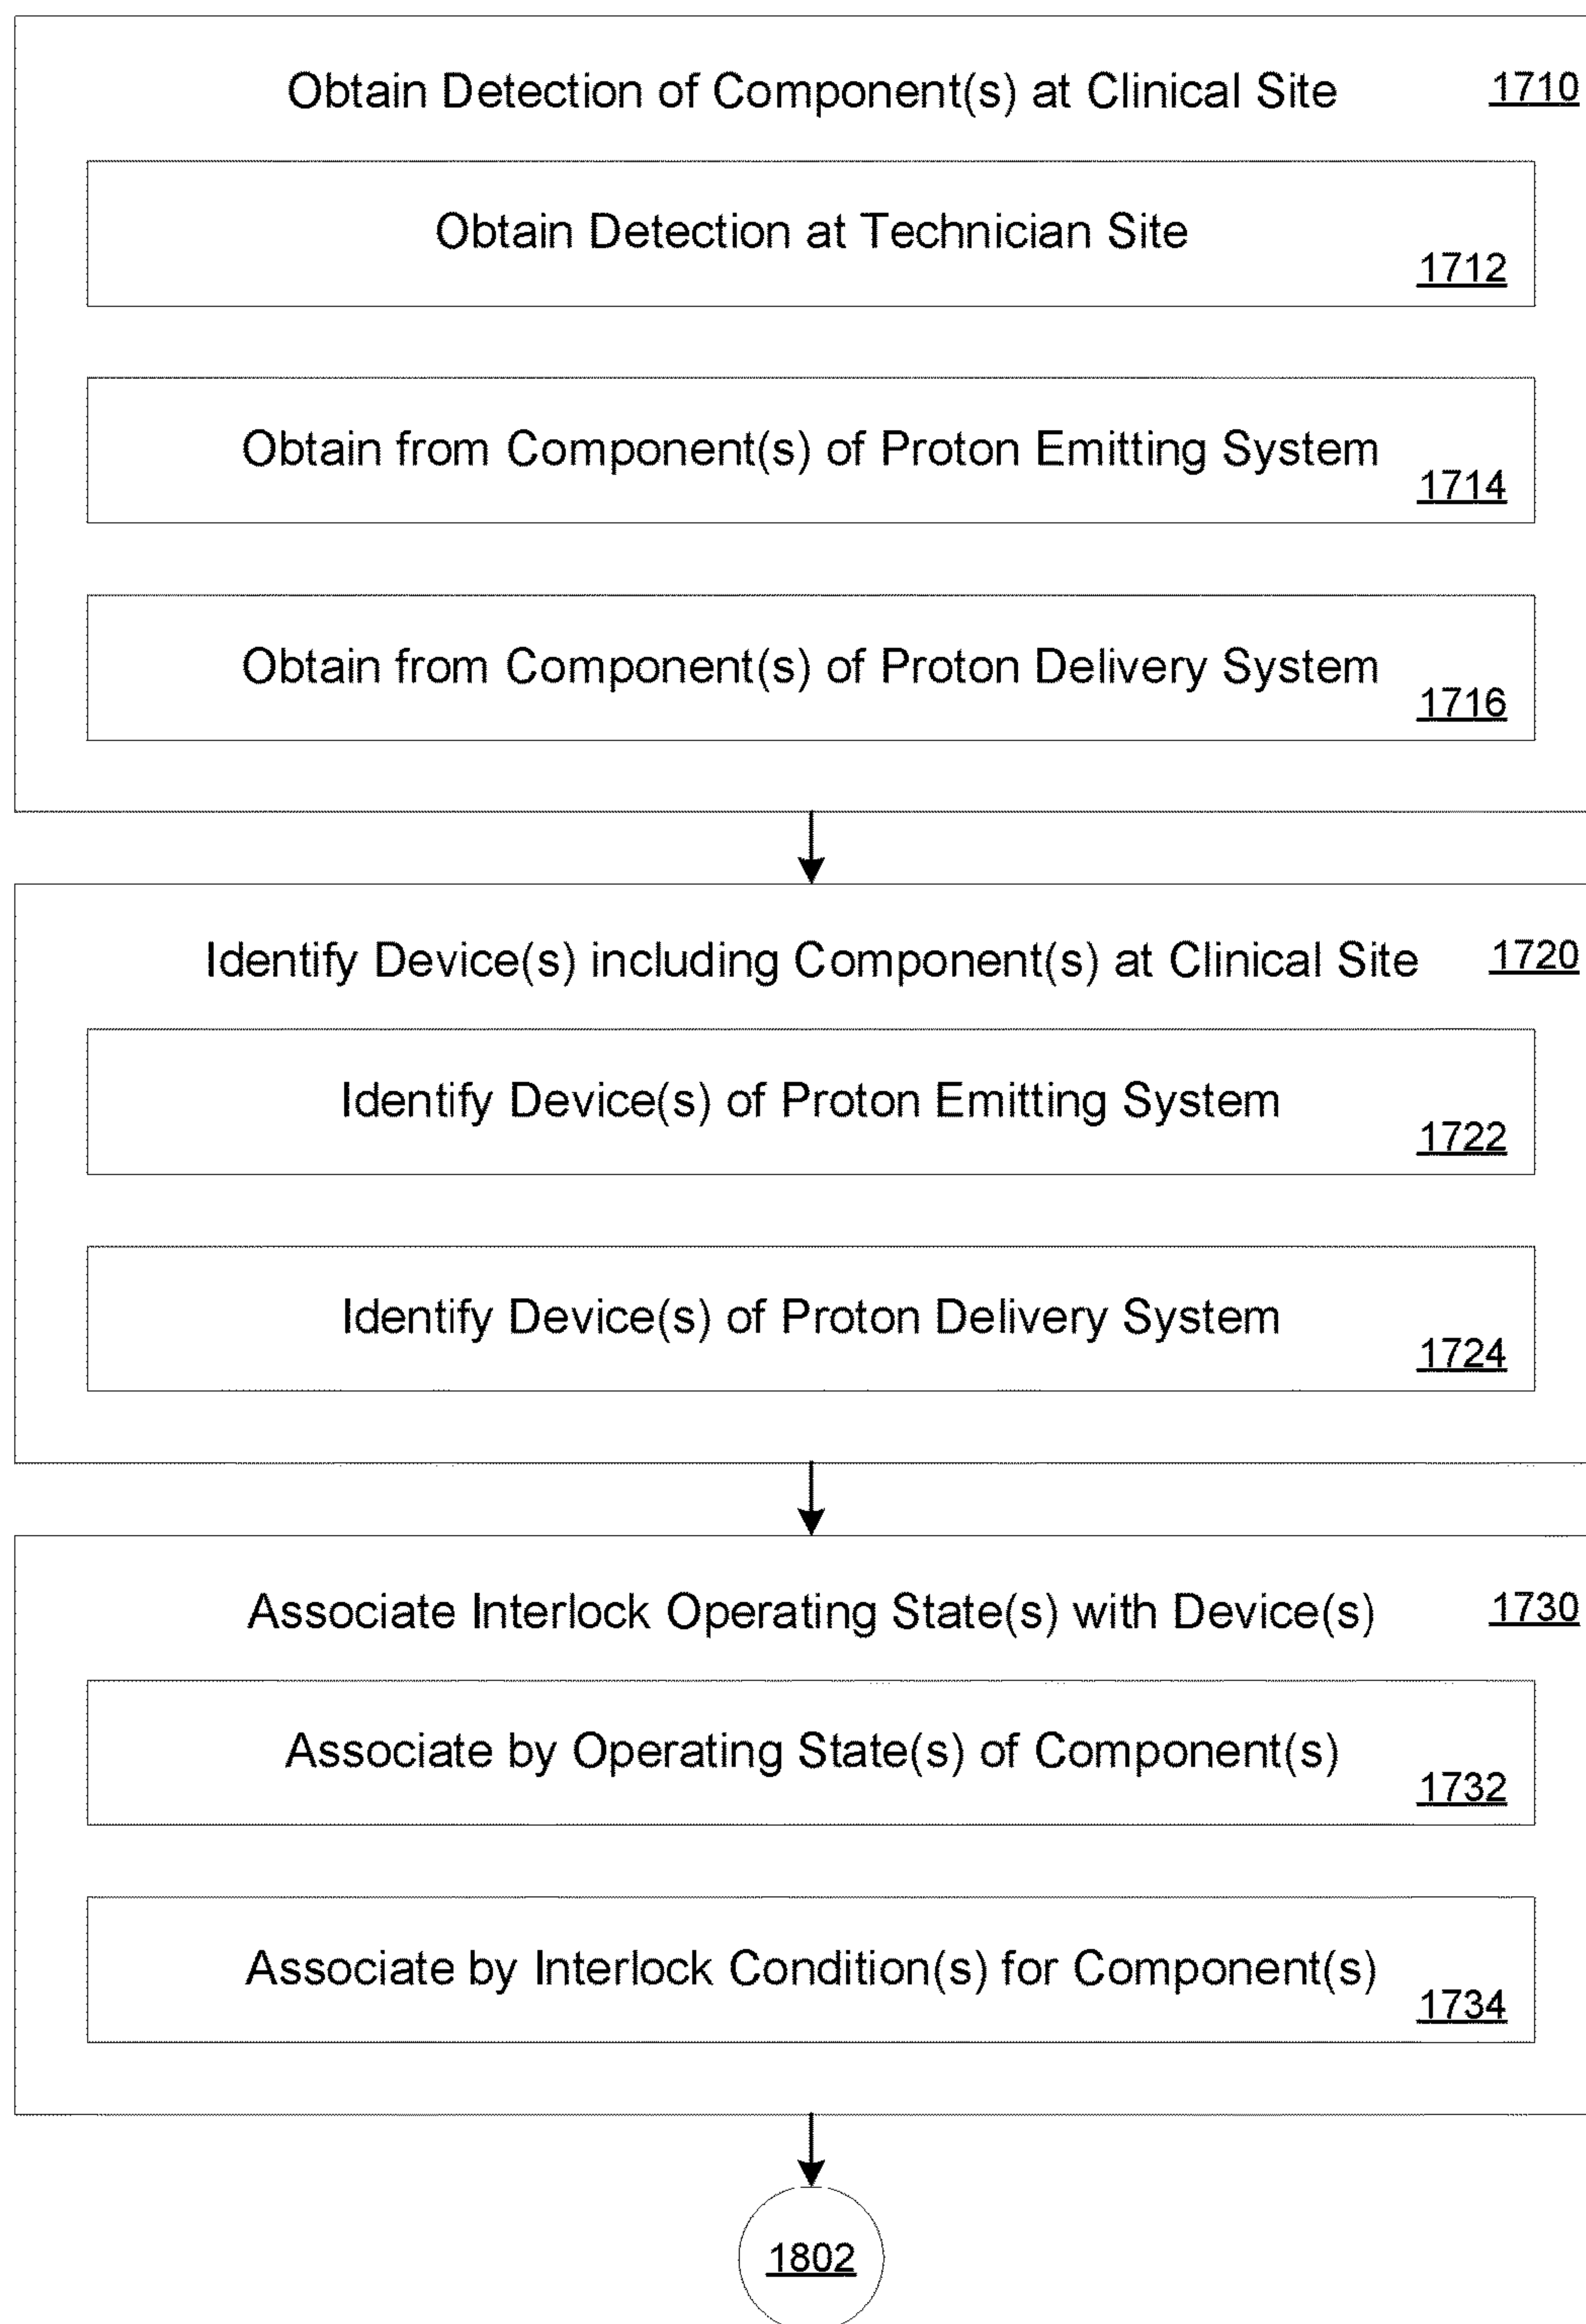 Obtain Detection of Component(s) at Clinical Site 1710
Obtain Detection at Technician Site
1712
Obtain from Component(s) of Proton Emitting System
1714
Obtain from Component(s) of Proton Delivery System
1716
Identify Device(s) including Component(s) at Clinical Site 1720
Identify Device(s) of Proton Emitting System
1722
Identify Device(s) of Proton Delivery System
1724
Associate Interlock Operating State(s) with Device(s) 1730
Associate by Operating State(s) of Component(s)
1732
Associate by Interlock Condition(s) for Component(s)
1734
1802